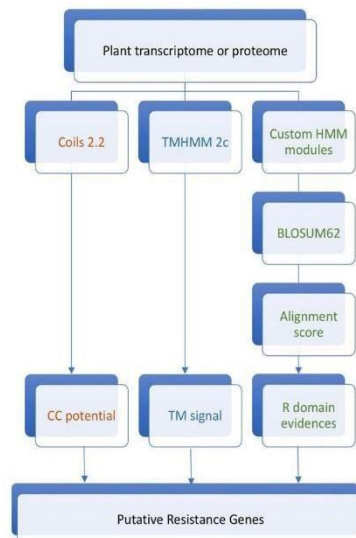 Plant transcriptome or proteome
Coils 2.2
TMHMM 2c
Custom HMM
modules
BLOSUM62
Alignment
score
CC potential
TM signal
R domain
evidences
Putative Resistance Genes